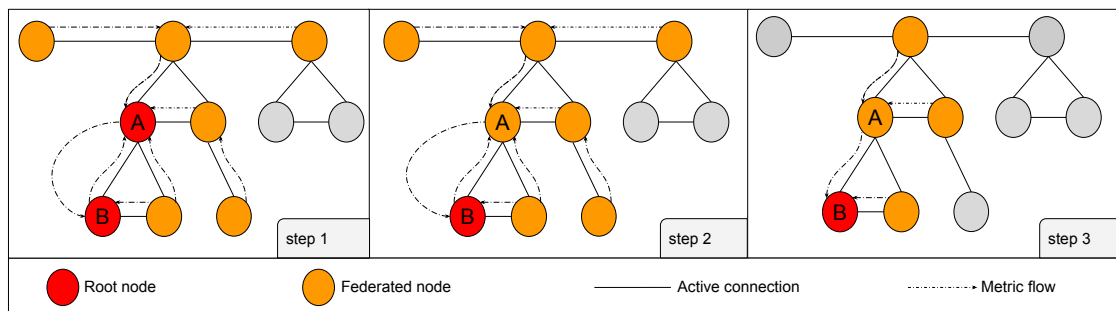 A
B
step 1
A
B
step 2
A
B
step 3
Root node
Federated node
Active connection
Metric flow